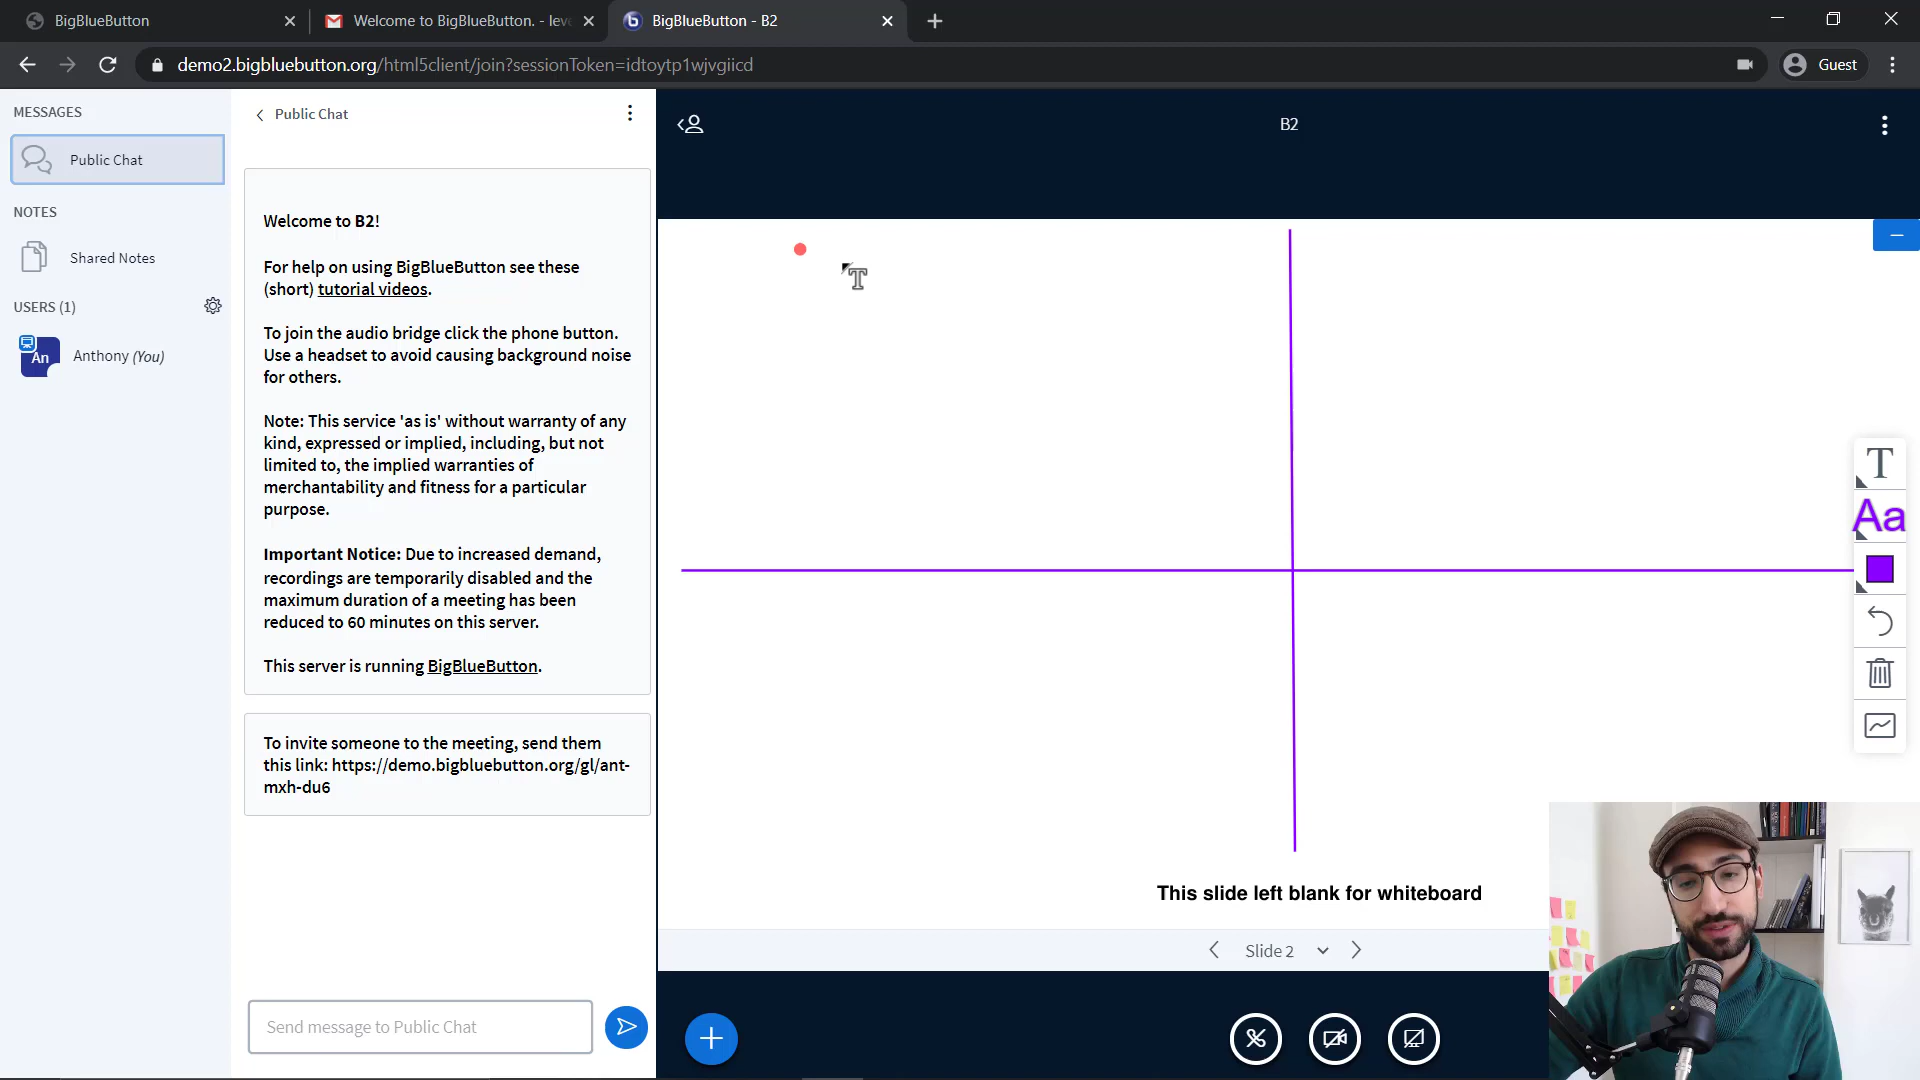 BigBlueButton
Welcome to BigBlueButton. - leve
BigBlueButton - B2
demo2.bigbluebutton.org/html5client/join?sessionToken=idtoytp1wjvgiicd
Guest
MESSAGES
Public Chat
NOTES
Shared Notes
USERS (1)
An
Anthony (You)
Public Chat
Welcome to B2!
For help on using BigBlueButton see these
(short) tutorial videos.
To join the audio bridge click the phone button.
Use a headset to avoid causing background noise
for others.
Note: This service 'as is' without warranty of any
kind, expressed or implied, including, but not
limited to, the implied warranties of
merchantability and fitness for a particular
purpose.
Important Notice: Due to increased demand,
recordings are temporarily disabled and the
maximum duration of a meeting has been
reduced to 60 minutes on this server.
This server is running BigBlueButton.
To invite someone to the meeting, send them
this link: https://demo.bigbluebutton.org/gl/ant-
mxh-du6
Send message to Public Chat
B2
T
T
Aa
This slide left blank for whiteboard
Slide 2